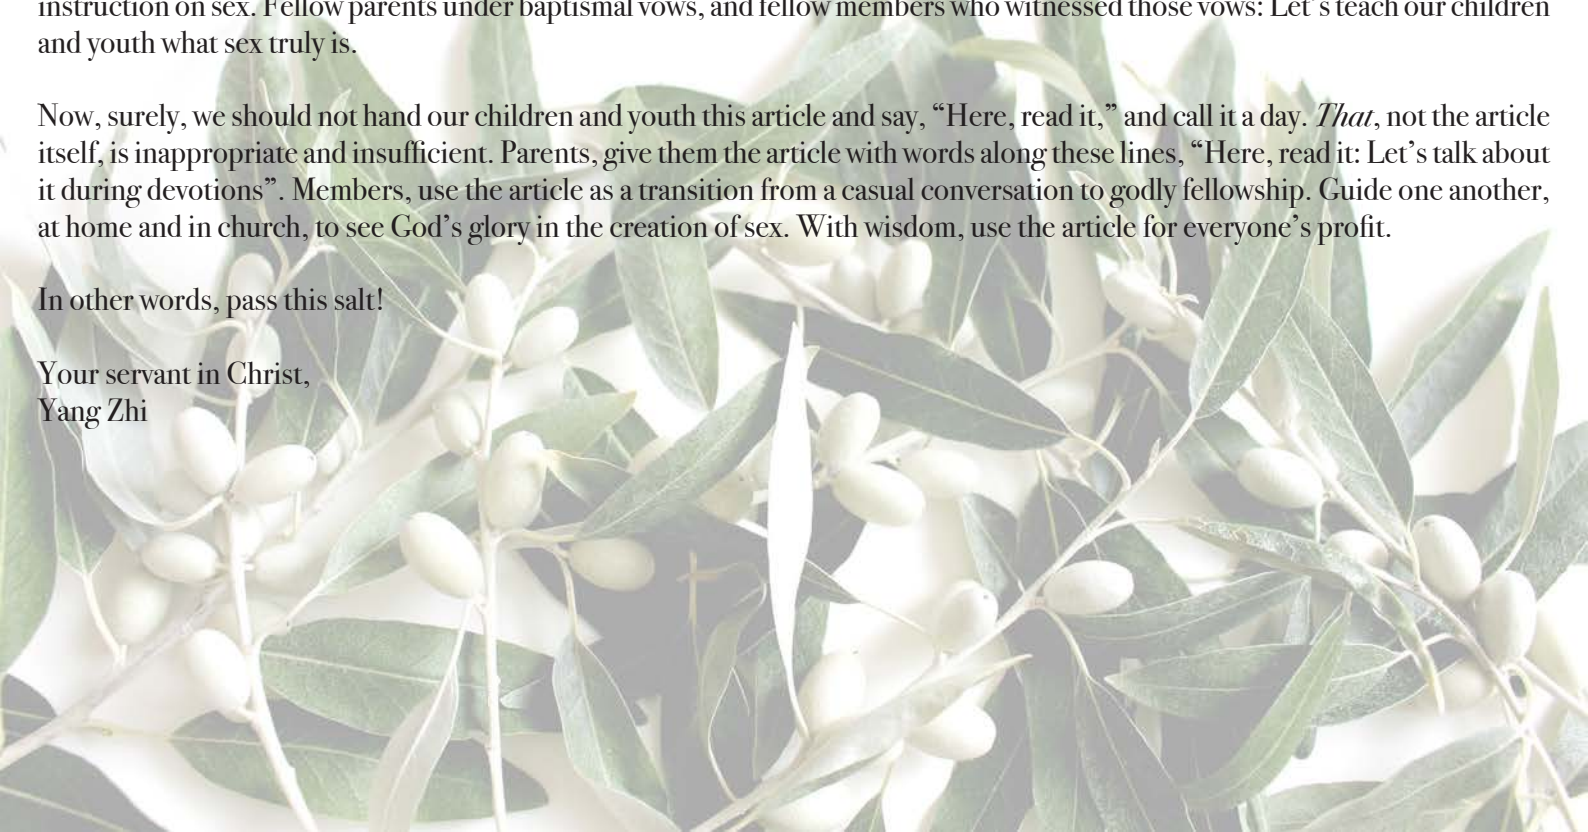 instruction on sex. Fellow parents under baptismal vows, and fellow members who witnessed those vows: Let’s teach our children
and youth what sex truly is.
Now, surely, we should not hand our children and youth this article and say, “Here, read it,” and call it a day. That, not the article
itself, is inappropriate and insufficient. Parents, give them the article with words along these lines, “Here, read it: Let’s talk about
it during devotions”. Members, use the article as a transition from a casual conversation to godly fellowship. Guide one another,
at home and in church, to see God’s glory in the creation of sex. With wisdom, use the article for everyone’s profit.
In other words, pass this salt!
Your servant in Christ,
Yang Zhi